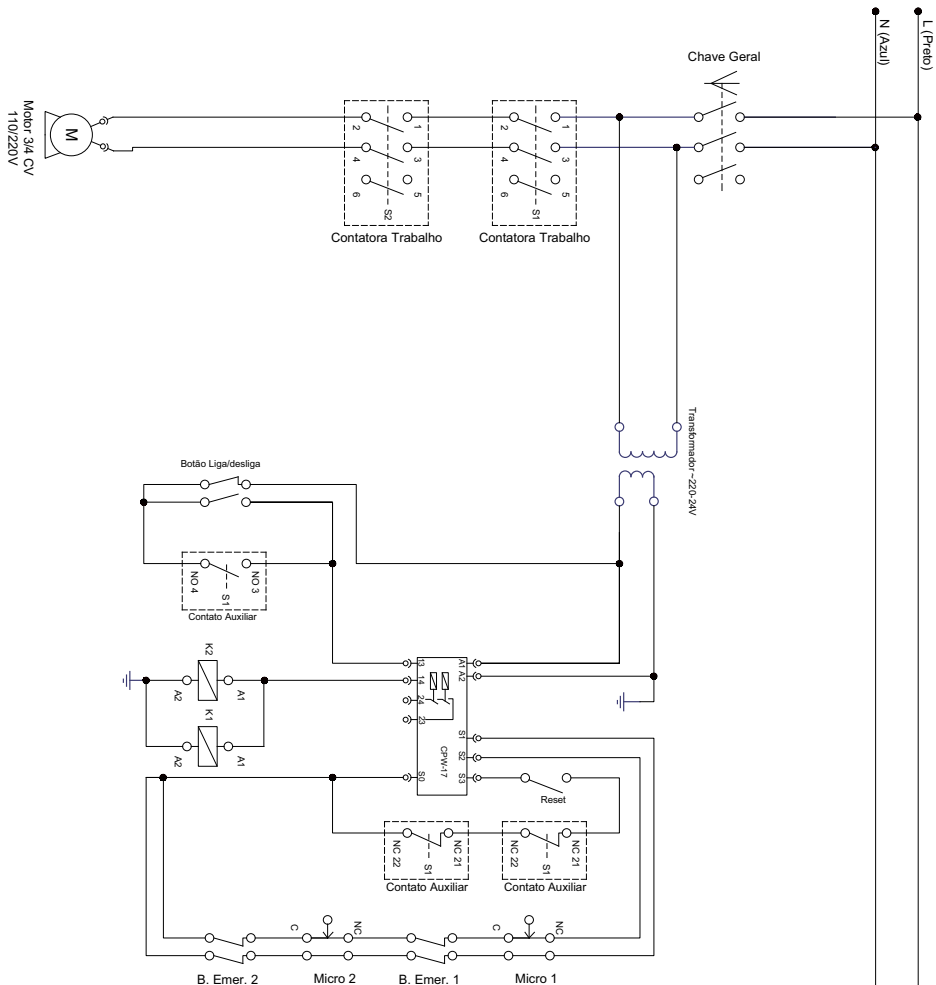 L (Preto)
N (Azul)
Chave Geral
Motor 3/4 CV
110/220V
M
2
1
4
3
6
5
S2
Contatora Trabalho
2
1
4
3
6
5
S1
Contatora Trabalho
Transformador ~220-24V
Botão Liga/desliga
NO 4
NO 3
S1
Contato Auxiliar
K2
A2
A1
K1
A2
A1
13
14
24
23
S0
A1
A2
S1
S2
S3
CPW-17
Reset
NC 22
NC 21
S1
Contato Auxiliar
NC 22
NC 21
S1
Contato Auxiliar
C
NC
C
NC
B. Emer. 2
Micro 2
B. Emer. 1
Micro 1